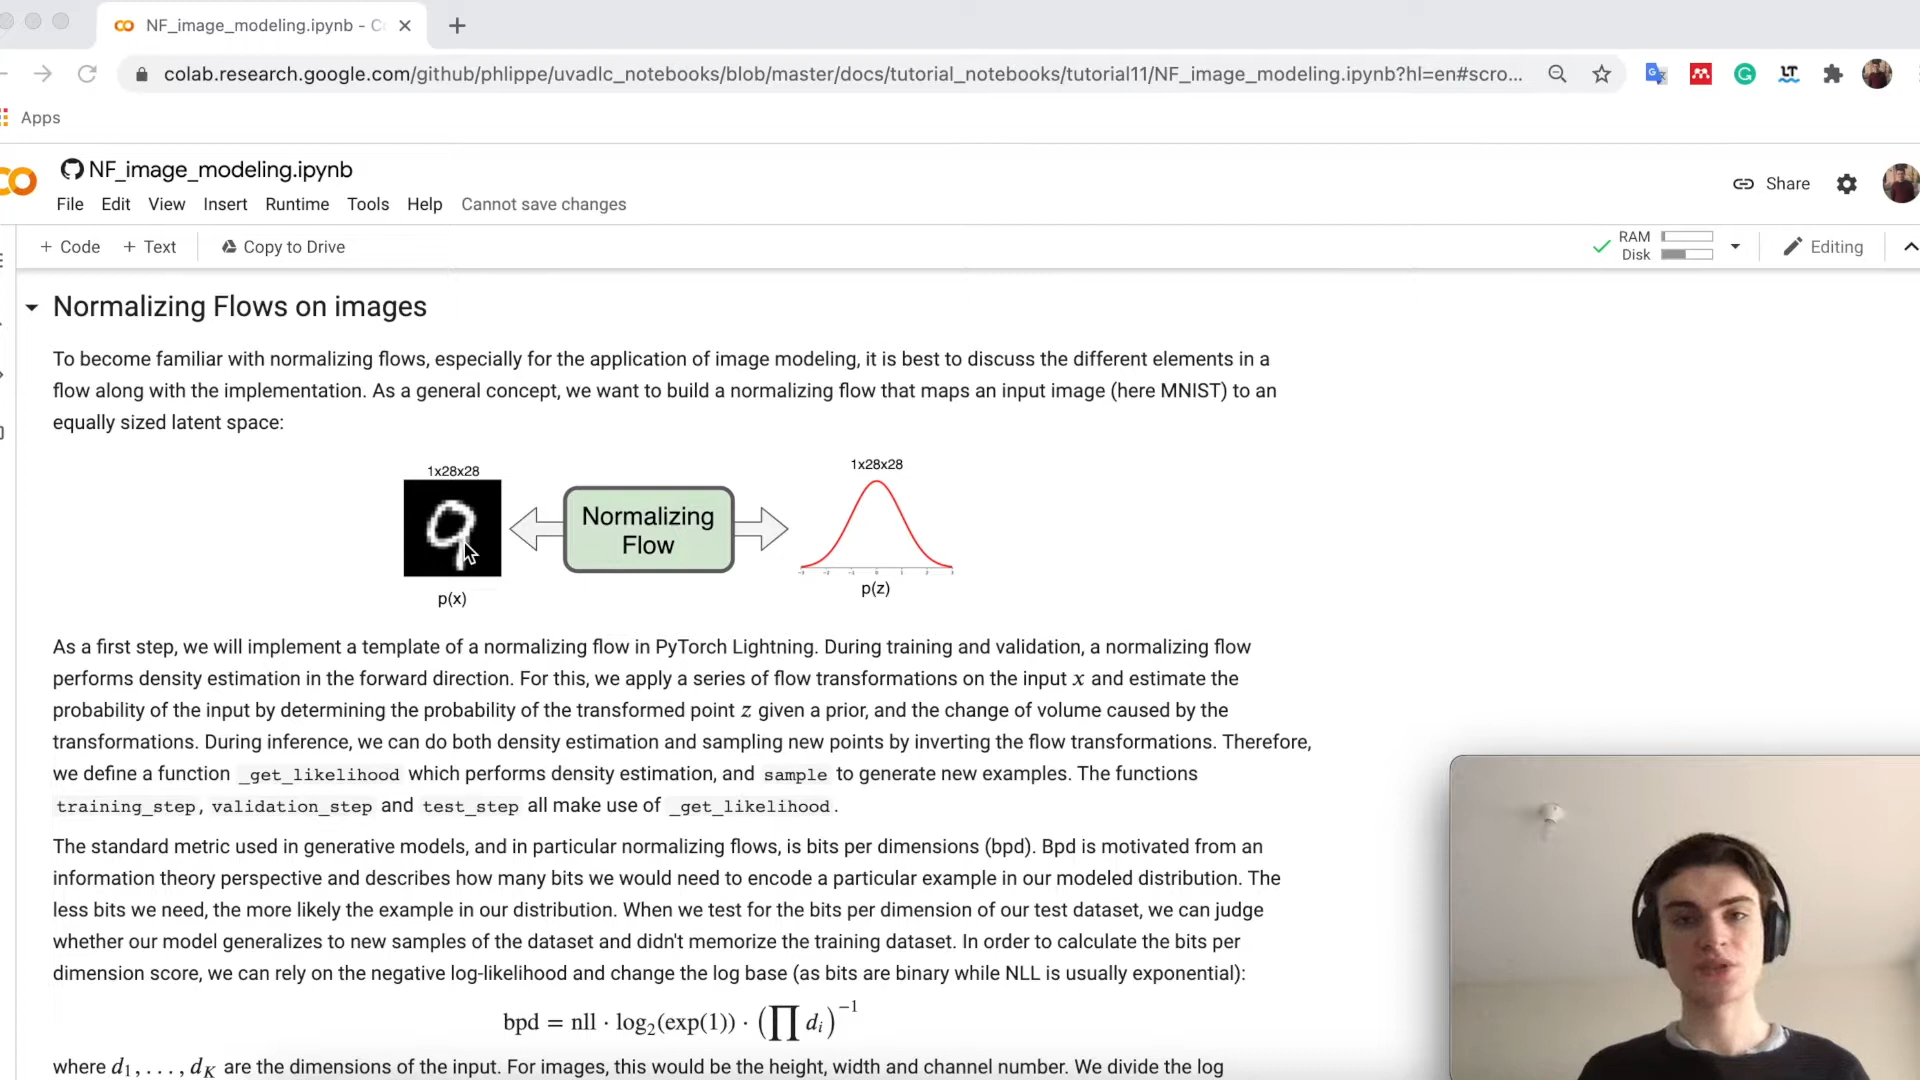 NF_image_modeling.ipynb - C
colab.research.google.com/github/phlippe/uvadlc_notebooks/blob/master/docs/tutorial_notebooks/tutorial11/NF_image_modeling.ipynb?hl=en#scro...
Apps
NF_image_modeling.ipynb
Share
File Edit View Insert Runtime Tools Help Cannot save changes
+ Code + Text Copy to Drive
RAM
Disk
Editing
Normalizing Flows on images
To become familiar with normalizing flows, especially for the application of image modeling, it is best to discuss the different elements in a
flow along with the implementation. As a general concept, we want to build a normalizing flow that maps an input image (here MNIST) to an
equally sized latent space:
1x28x28
1x28x28
Normalizing
Flow
p(x)
p(z)
As a first step, we will implement a template of a normalizing flow in PyTorch Lightning. During training and validation, a normalizing flow
performs density estimation in the forward direction. For this, we apply a series of flow transformations on the input x and estimate the
probability of the input by determining the probability of the transformed point z given a prior, and the change of volume caused by the
transformations. During inference, we can do both density estimation and sampling new points by inverting the flow transformations. Therefore,
we define a function _get_likelihood which performs density estimation, and sample to generate new examples. The functions
training_step, validation_step and test_step all make use of _get_likelihood.
The standard metric used in generative models, and in particular normalizing flows, is bits per dimensions (bpd). Bpd is motivated from an
information theory perspective and describes how many bits we would need to encode a particular example in our modeled distribution. The
less bits we need, the more likely the example in our distribution. When we test for the bits per dimension of our test dataset, we can judge
whether our model generalizes to new samples of the dataset and didn't memorize the training dataset. In order to calculate the bits per
dimension score, we can rely on the negative log-likelihood and change the log base (as bits are binary while NLL is usually exponential):
bpd = nll · log₂(exp(1)) · (∏ dᵢ)⁻¹
where d₁, . . . , d_K are the dimensions of the input. For images, this would be the height, width and channel number. We divide the log